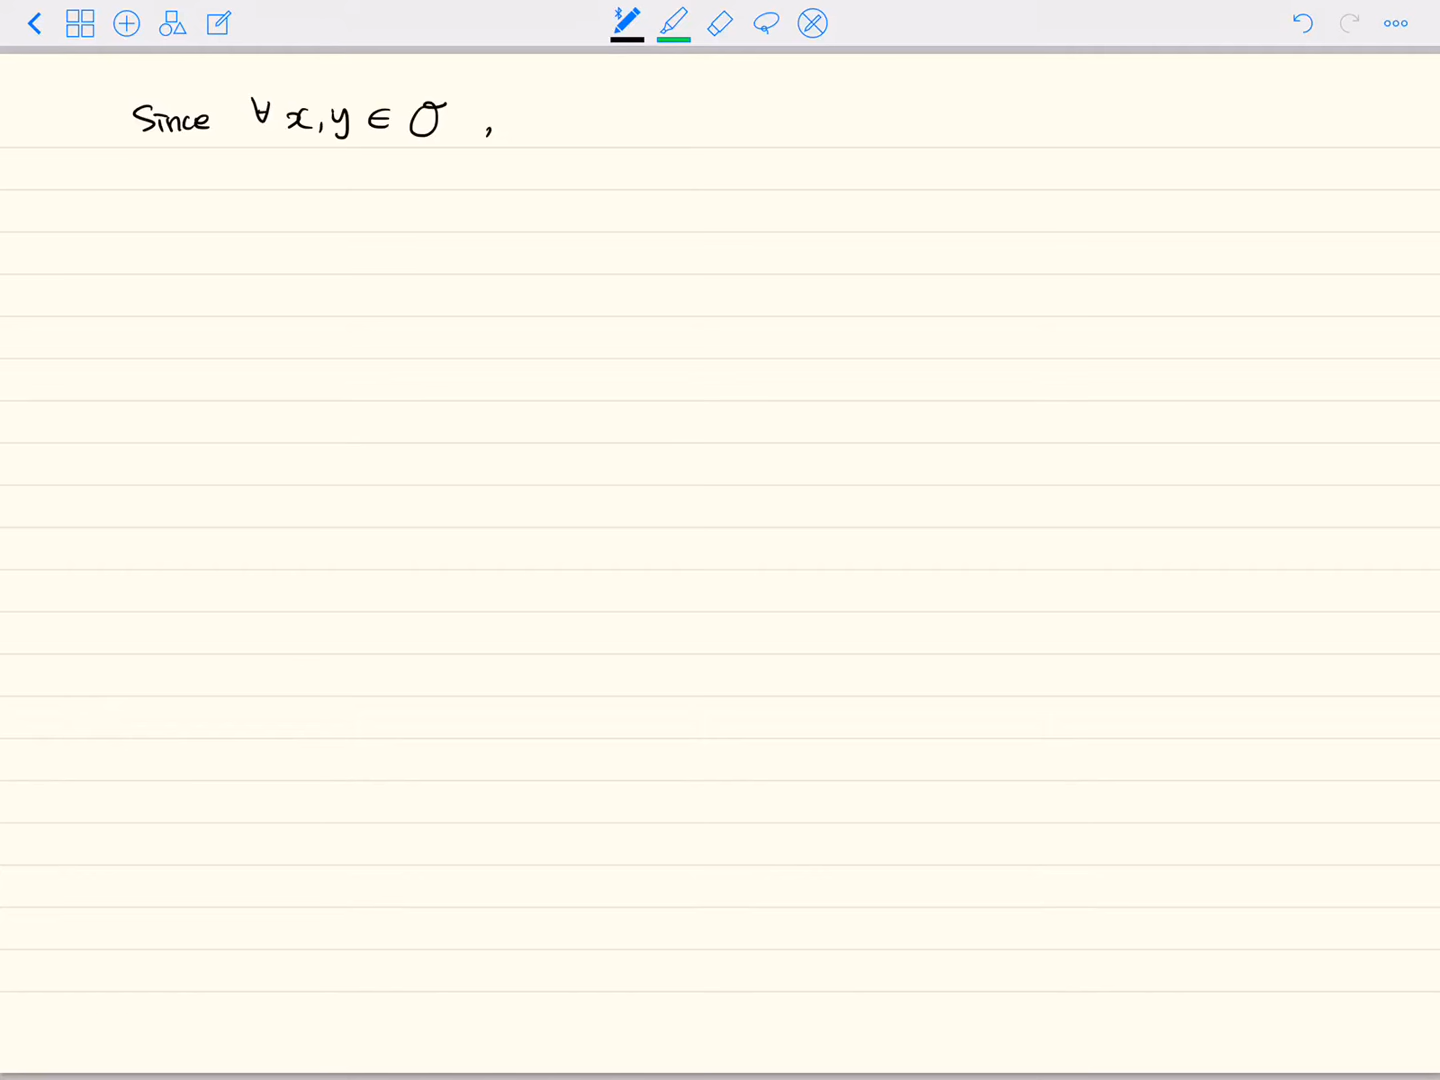 Since ∀ x, y ∈ O ,